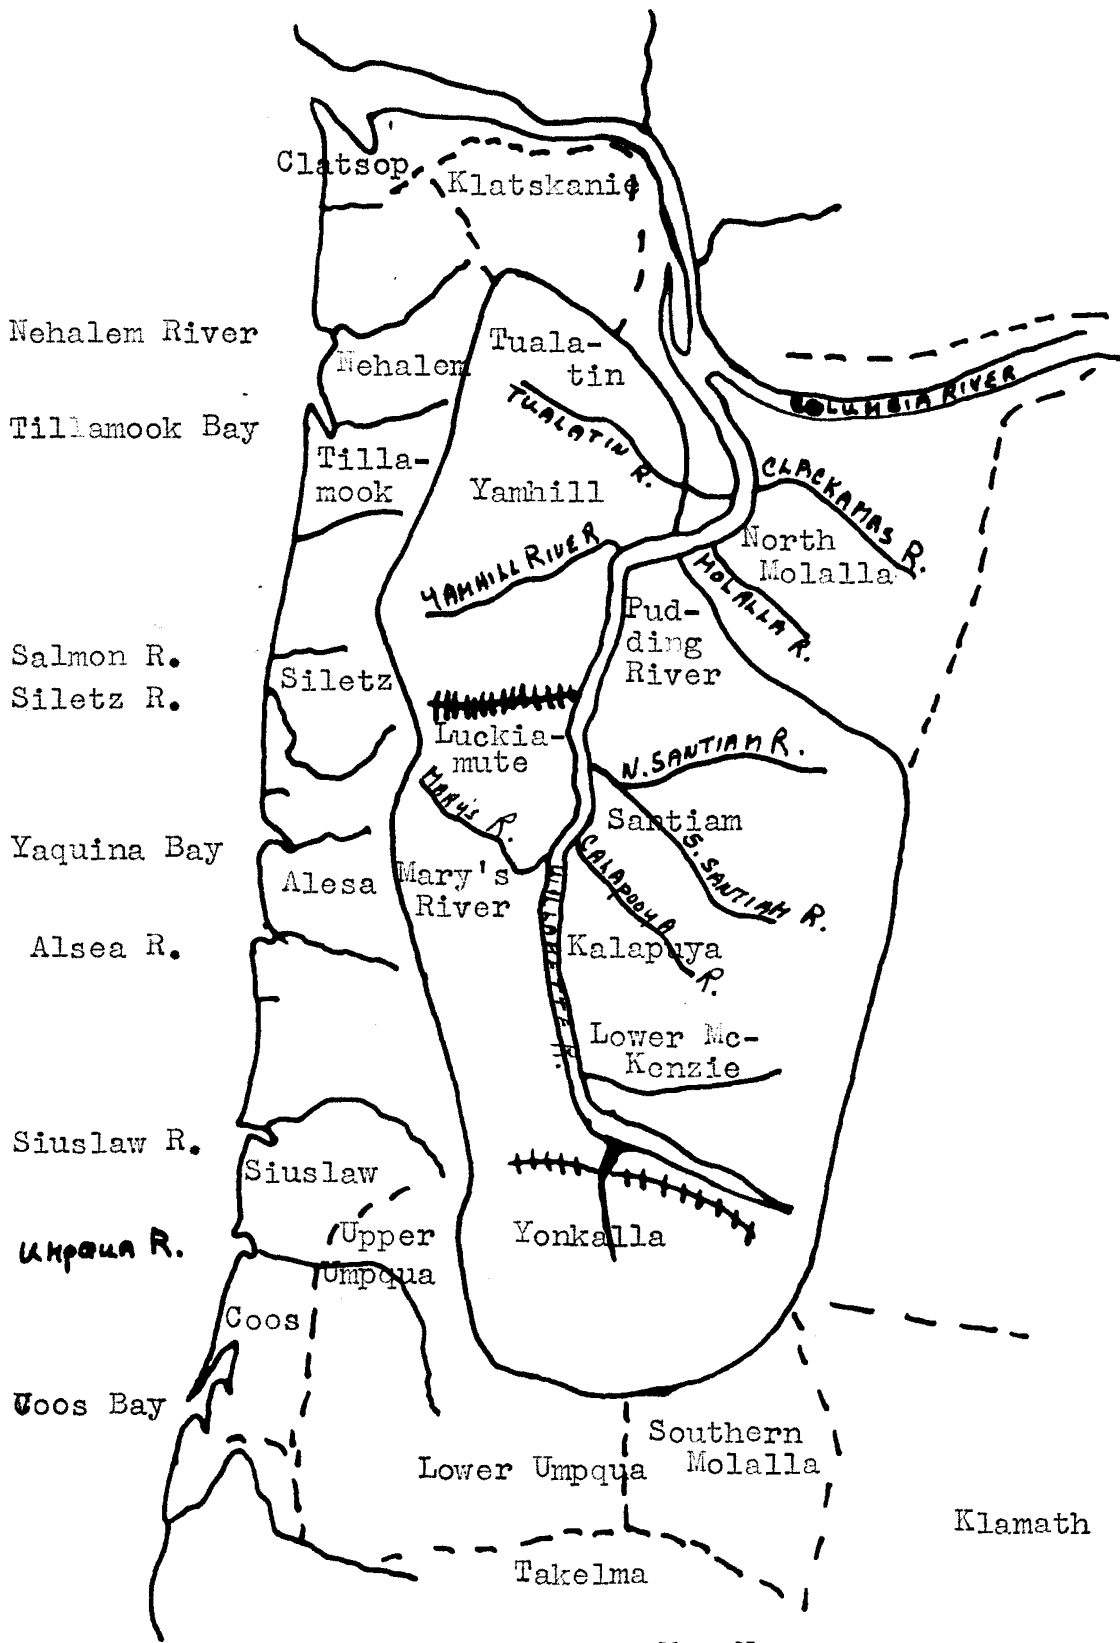 Clatsop
Klatskanie
Nehalem River
Nehalem
Tuala-
tin
TUALATIN R.
COLUMBIA RIVER
Tillamook Bay
Tilla-
mook
Yamhill
CLACKAMAS R.
North
Molalla
YAMHILL RIVER
MOLALLA R.
Pud-
ding
River
Salmon R.
Siletz R.
Siletz
Luckia-
mute
N. SANTIAM R.
MARY'S R.
Santiam
S. SANTIAM R.
CALAPOOYA
R.
Yaquina Bay
Alesa
Mary's
River
WILLAMETTE R.
Kalapuya
Alsea R.
Lower Mc-
Kenzie
Siuslaw R.
Siuslaw
UMPQUA R.
Upper
Umpqua
Yonkalla
Coos
Coos Bay
Southern
Molalla
Lower Umpqua
Klamath
Takelma